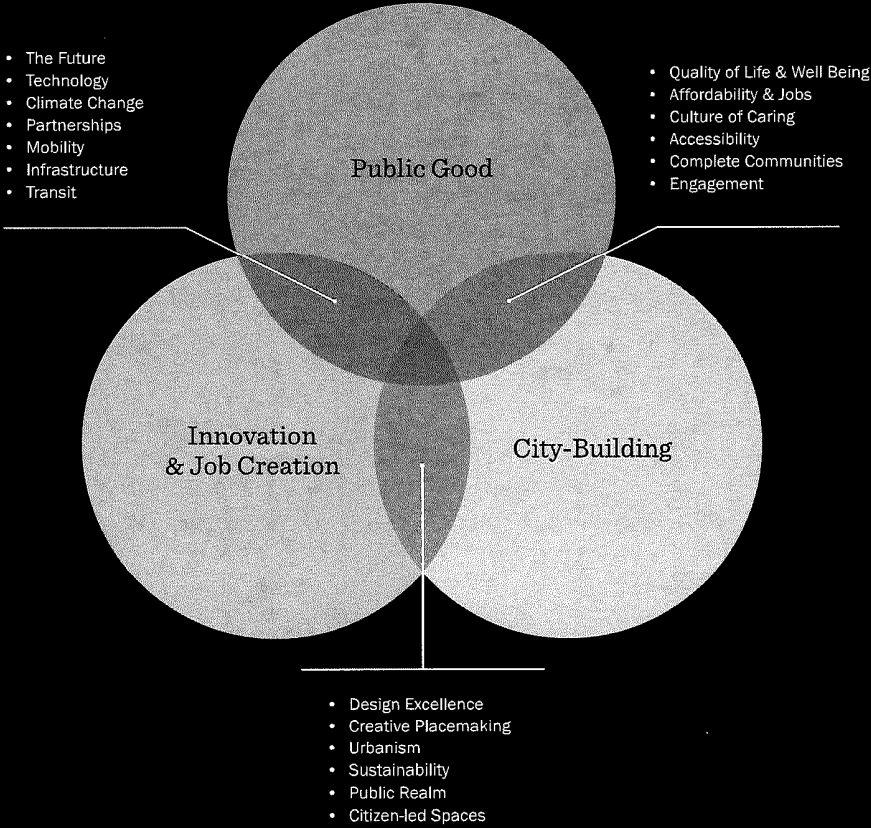 • The Future
• Technology
• Climate Change
• Partnerships
• Mobility
• Infrastructure
• Transit
• Quality of Life & Well Being
• Affordability & Jobs
• Culture of Caring
• Accessibility
• Complete Communities
• Engagement
Public Good
Innovation
& Job Creation
City-Building
• Design Excellence
• Creative Placemaking
• Urbanism
• Sustainability
• Public Realm
• Citizen-led Spaces